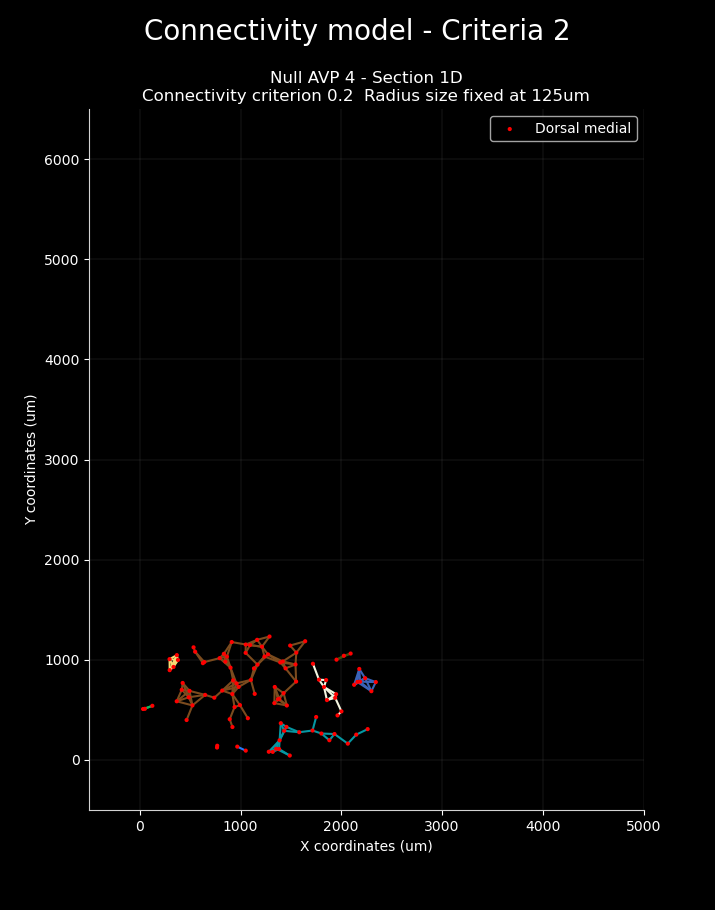 Connectivity model - Criteria 2
Null AVP 4 - Section 1D
Connectivity criterion 0.2  Radius size fixed at 125um
Dorsal medial
6000
5000
4000
3000
2000
1000
0
Y coordinates (um)
0 1000 2000 3000 4000 5000
X coordinates (um)